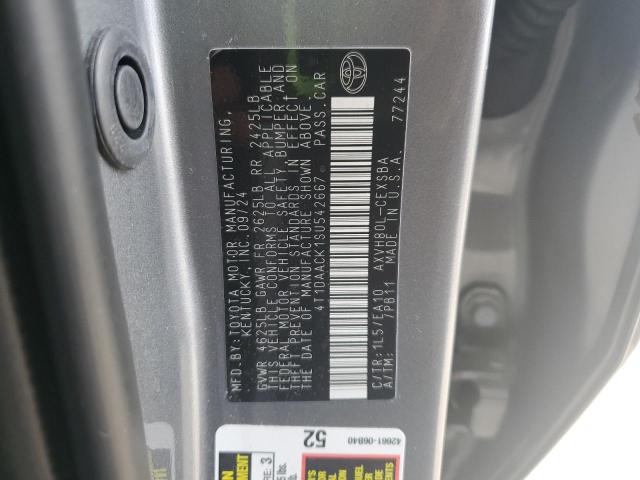 MFD.BY: TOYOTA MOTOR MANUFACTURING,
KENTUCKY, INC. 09/24
GVWR 4625LB GAWR FR 2625LB RR 2425LB
THIS VEHICLE CONFORMS TO ALL APPLICABLE
FEDERAL MOTOR VEHICLE SAFETY, BUMPER, AND
THEFT PREVENTION STANDARDS IN EFFECT ON
THE DATE OF MANUFACTURE SHOWN ABOVE.
4T1DAACK1SU542667 PASS.CAR
C/TR: 1L5/EA10 AXVH80L-CEXSBA
A/TM: 7PB11 MADE IN U.S.A. 77244
52
42661-06B40